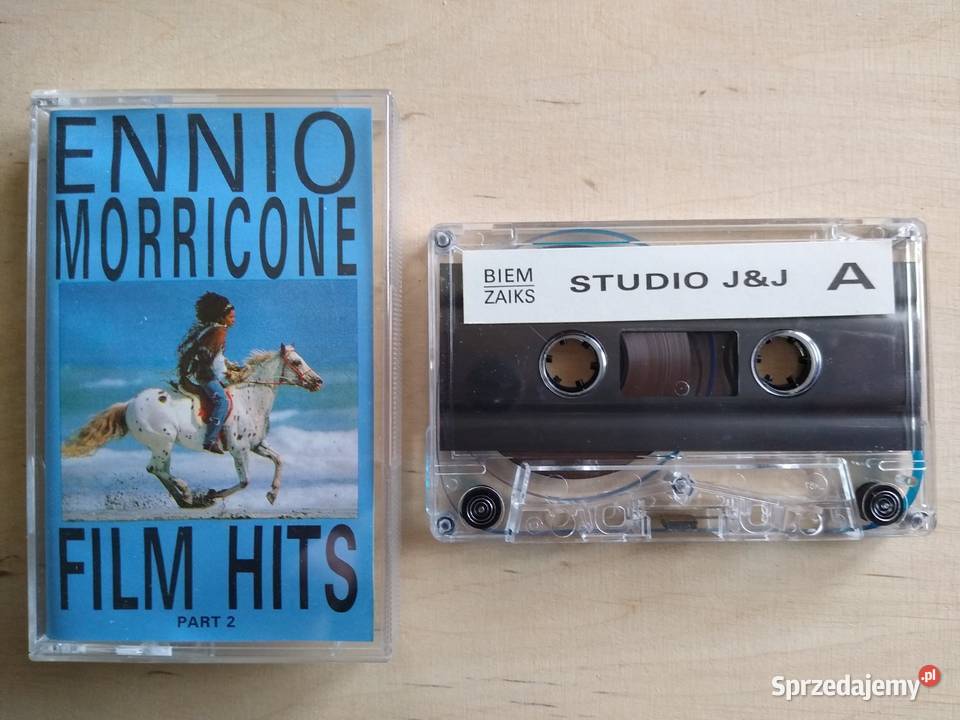 ENNIO
MORRICONE
FILM HITS
PART 2
BIEM
ZAIKS
STUDIO J&J
A
Sprzedajemy.pl